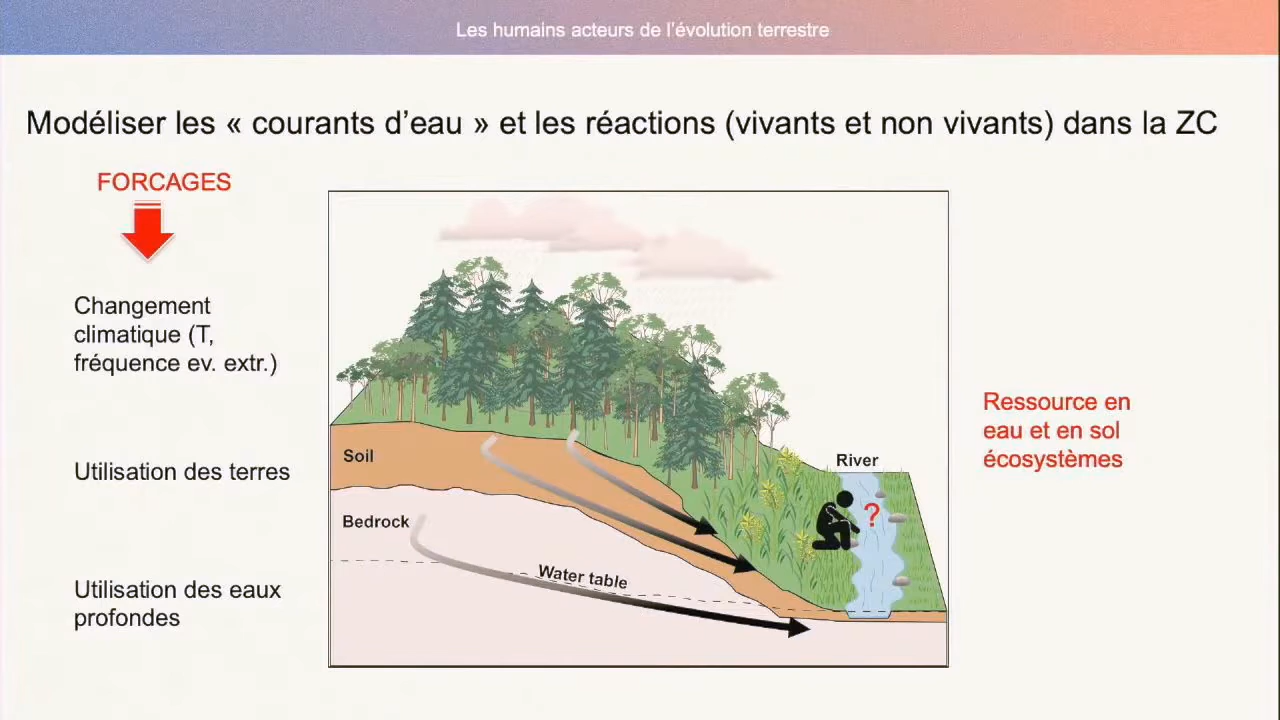 Les humains acteurs de l'évolution terrestre
Modéliser les « courants d'eau » et les réactions (vivants et non vivants) dans la ZC
FORCAGES
Changement
climatique (T,
fréquence ev. extr.)
Utilisation des terres
Utilisation des eaux
profondes
Soil
Bedrock
Water table
River
?
Ressource en
eau et en sol
écosystèmes